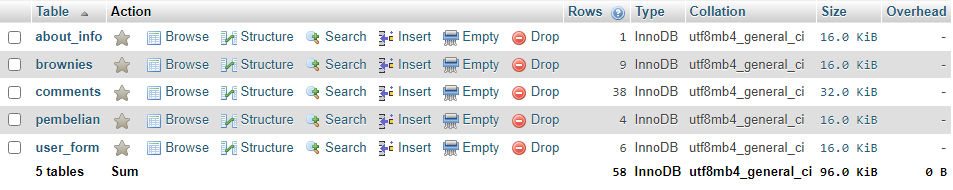 Table Action Rows Type Collation Size Overhead
about_info Browse Structure Search Insert Empty Drop 1 InnoDB utf8mb4_general_ci 16.0 KiB -
brownies Browse Structure Search Insert Empty Drop 9 InnoDB utf8mb4_general_ci 16.0 KiB -
comments Browse Structure Search Insert Empty Drop 38 InnoDB utf8mb4_general_ci 32.0 KiB -
pembelian Browse Structure Search Insert Empty Drop 4 InnoDB utf8mb4_general_ci 16.0 KiB -
user_form Browse Structure Search Insert Empty Drop 6 InnoDB utf8mb4_general_ci 16.0 KiB -
5 tables Sum 58 InnoDB utf8mb4_general_ci 96.0 KiB 0 B